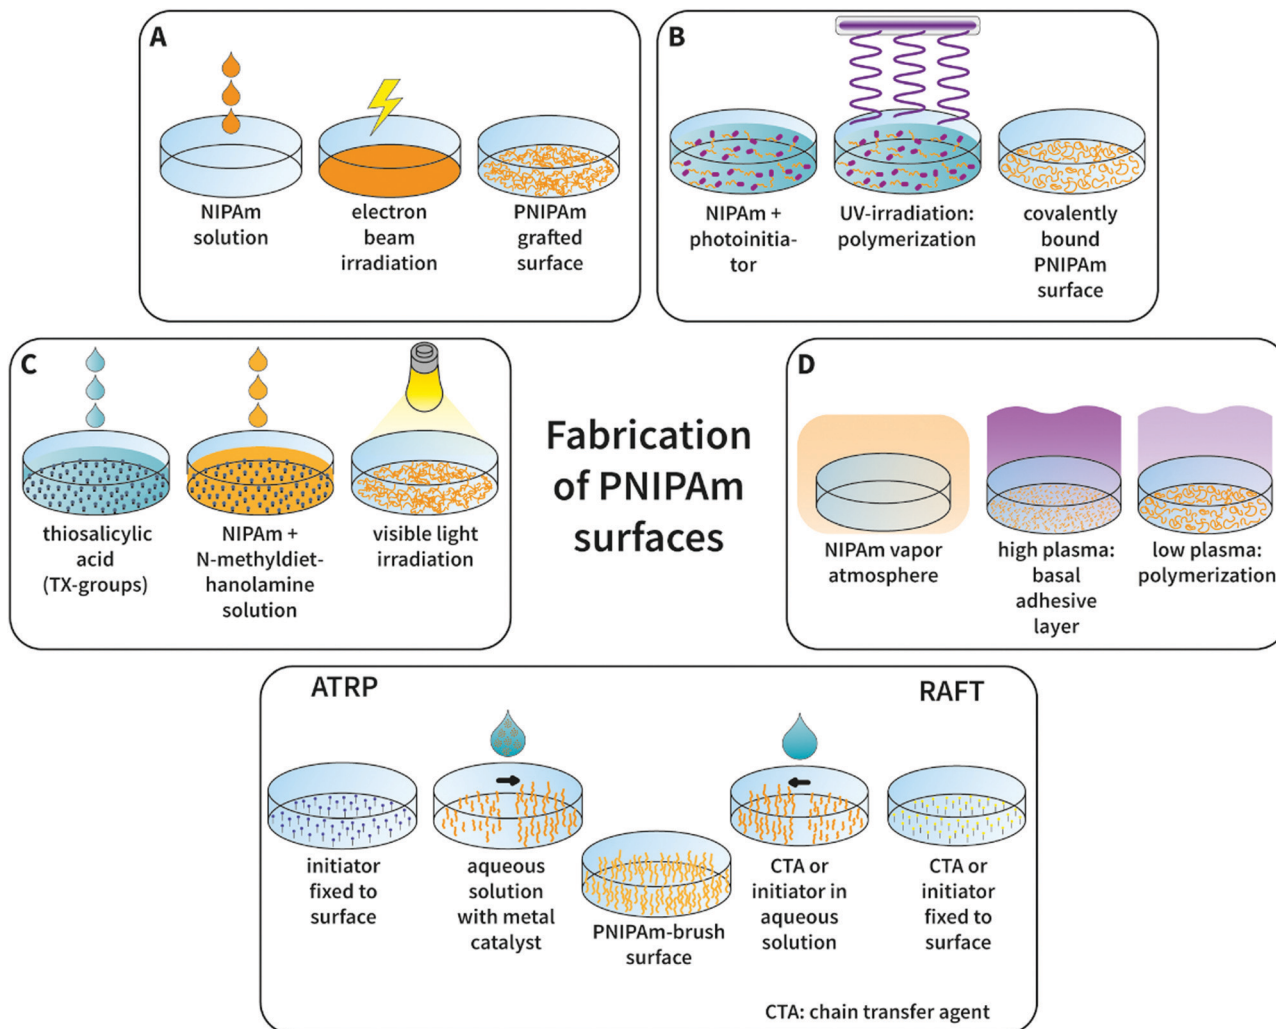 A
NIPAm
solution
electron
beam
irradiation
PNIPAm
grafted
surface
B
NIPAm +
photoinitia-
tor
UV-irradiation:
polymerization
covalently
bound
PNIPAm
surface
C
thiosalicylic
acid
(TX-groups)
NIPAm +
N-methyldiet-
hanolamine
solution
visible light
irradiation
Fabrication
of PNIPAm
surfaces
D
NIPAm vapor
atmosphere
high plasma:
basal
adhesive
layer
low plasma:
polymerization
ATRP
RAFT
initiator
fixed to
surface
aqueous
solution
with metal
catalyst
PNIPAm-brush
surface
CTA or
initiator in
aqueous
solution
CTA or
initiator
fixed to
surface
CTA: chain transfer agent